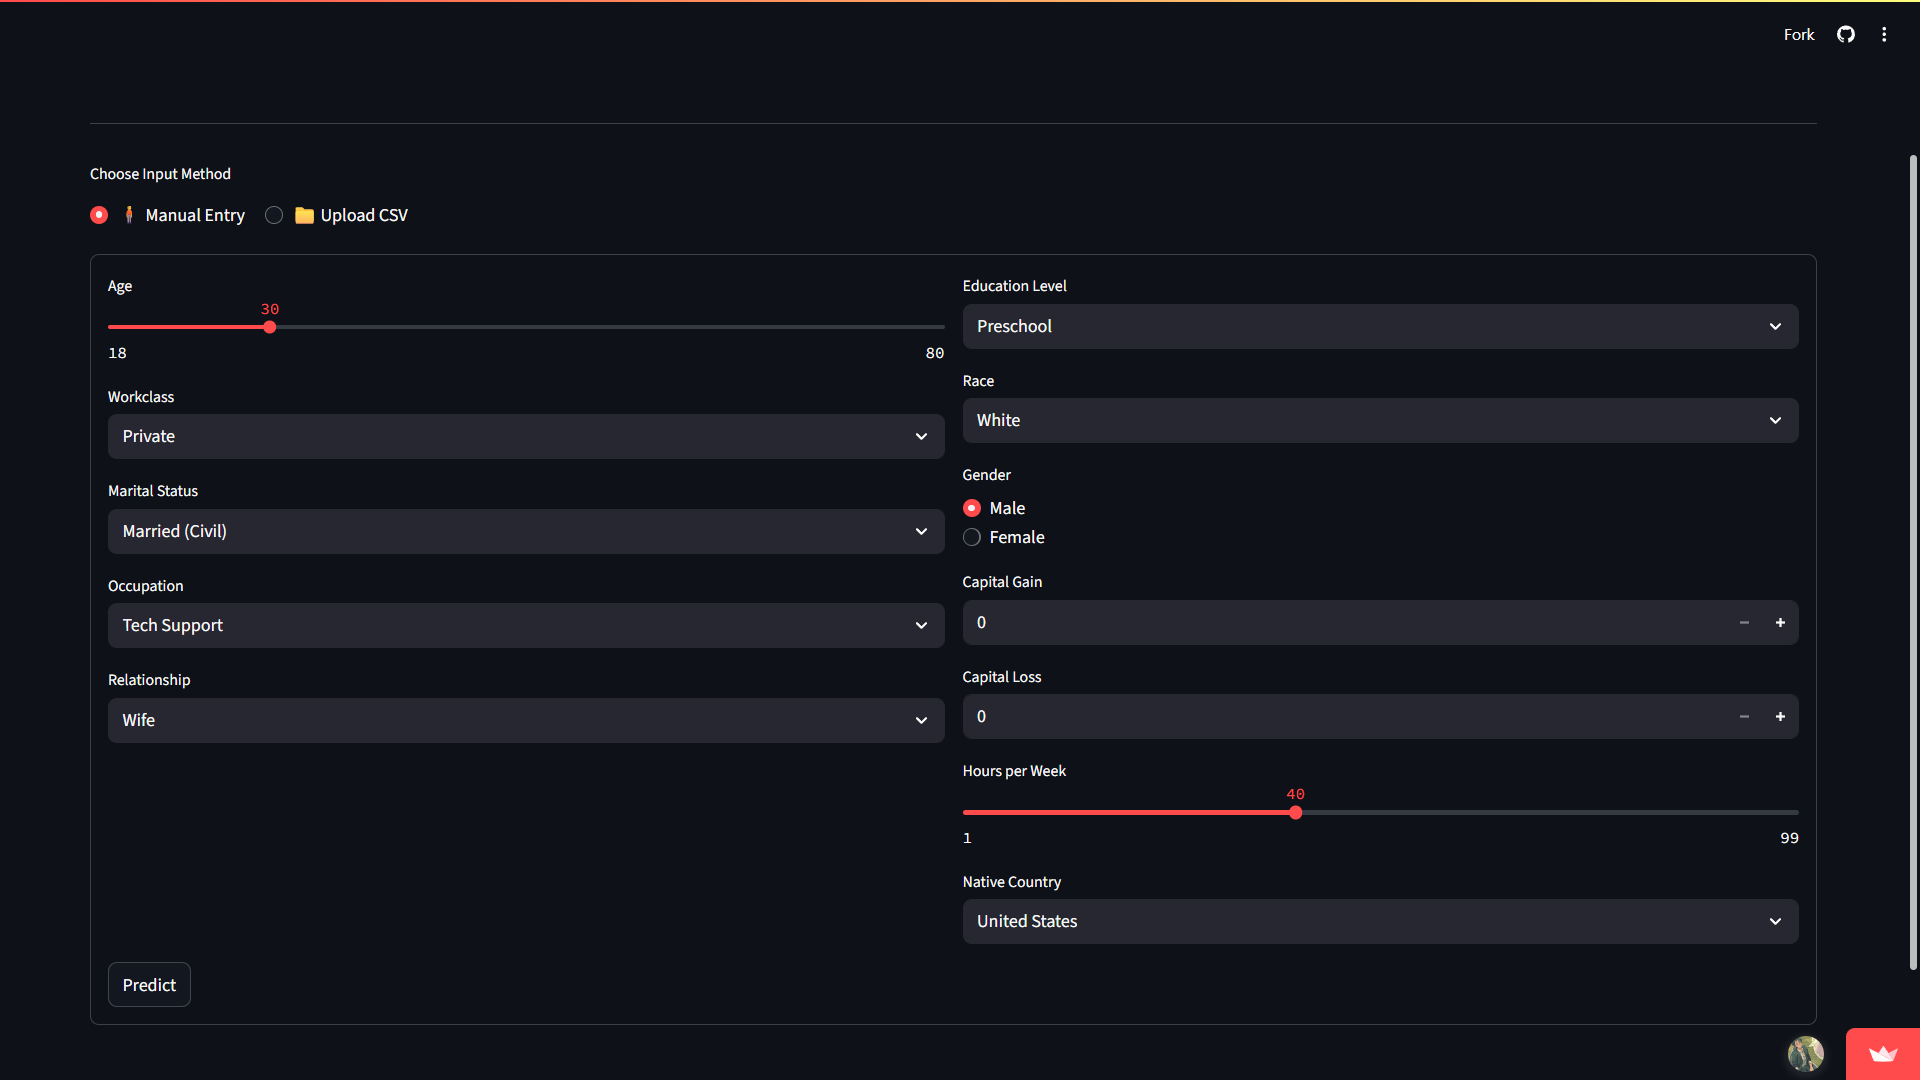 Fork
Choose Input Method
Manual Entry
Upload CSV
Age
30
18
80
Workclass
Private
Marital Status
Married (Civil)
Occupation
Tech Support
Relationship
Wife
Education Level
Preschool
Race
White
Gender
Male
Female
Capital Gain
0
Capital Loss
0
Hours per Week
40
1
99
Native Country
United States
Predict